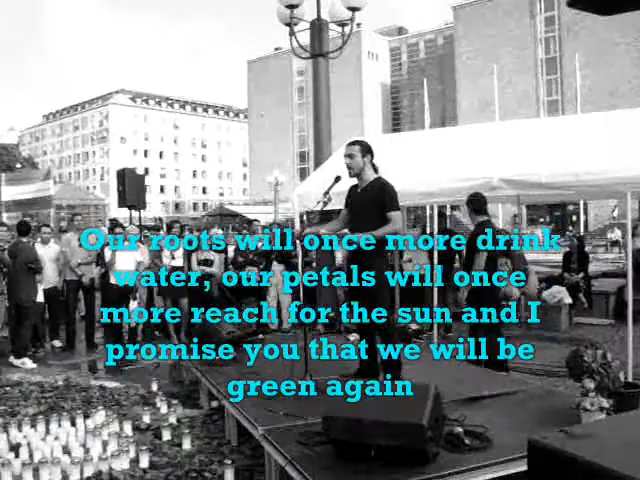 Our roots will once more drink
water, our petals will once
more reach for the sun and I
promise you that we will be
green again